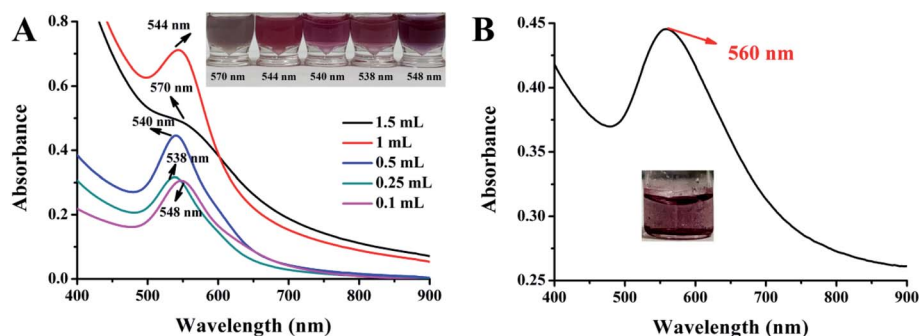 A
544 nm
570 nm 544 nm 540 nm 538 nm 548 nm
570 nm
540 nm
538 nm
548 nm
1.5 mL
1 mL
0.5 mL
0.25 mL
0.1 mL
0.8
0.6
0.4
0.2
0.0
400 500 600 700 800 900
Wavelength (nm)
Absorbance
B
560 nm
0.45
0.40
0.35
0.30
0.25
400 500 600 700 800 900
Wavelength (nm)
Absorbance